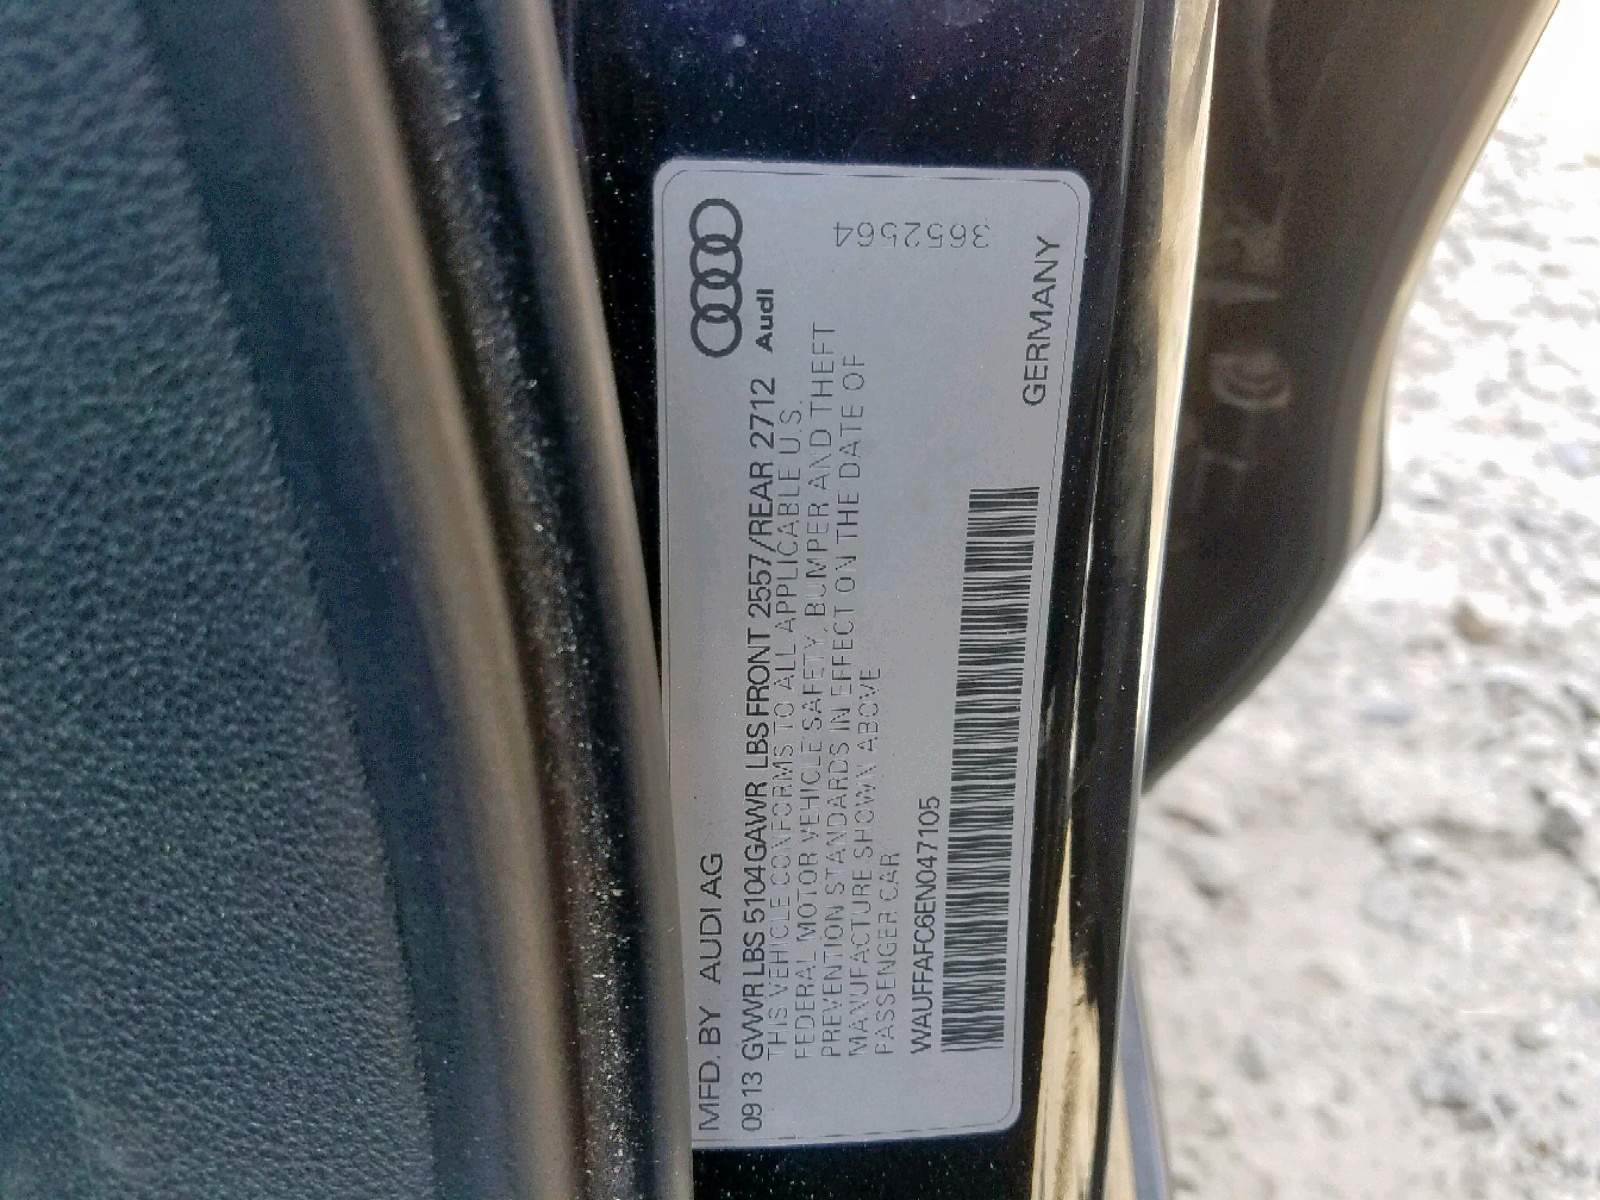 MFD. BY AUDI AG
0913 GVWR LBS 5104 GAWR LBS FRONT 2557/REAR 2712
THIS VEHICLE CONFORMS TO ALL APPLICABLE U.S.
FEDERAL MOTOR VEHICLE SAFETY, BUMPER AND THEFT
PREVENTION STANDARDS IN EFFECT ON THE DATE OF
MANUFACTURE SHOWN ABOVE
PASSENGER CAR
WAUFFAFC6EN047105
Audi
3652564
GERMANY